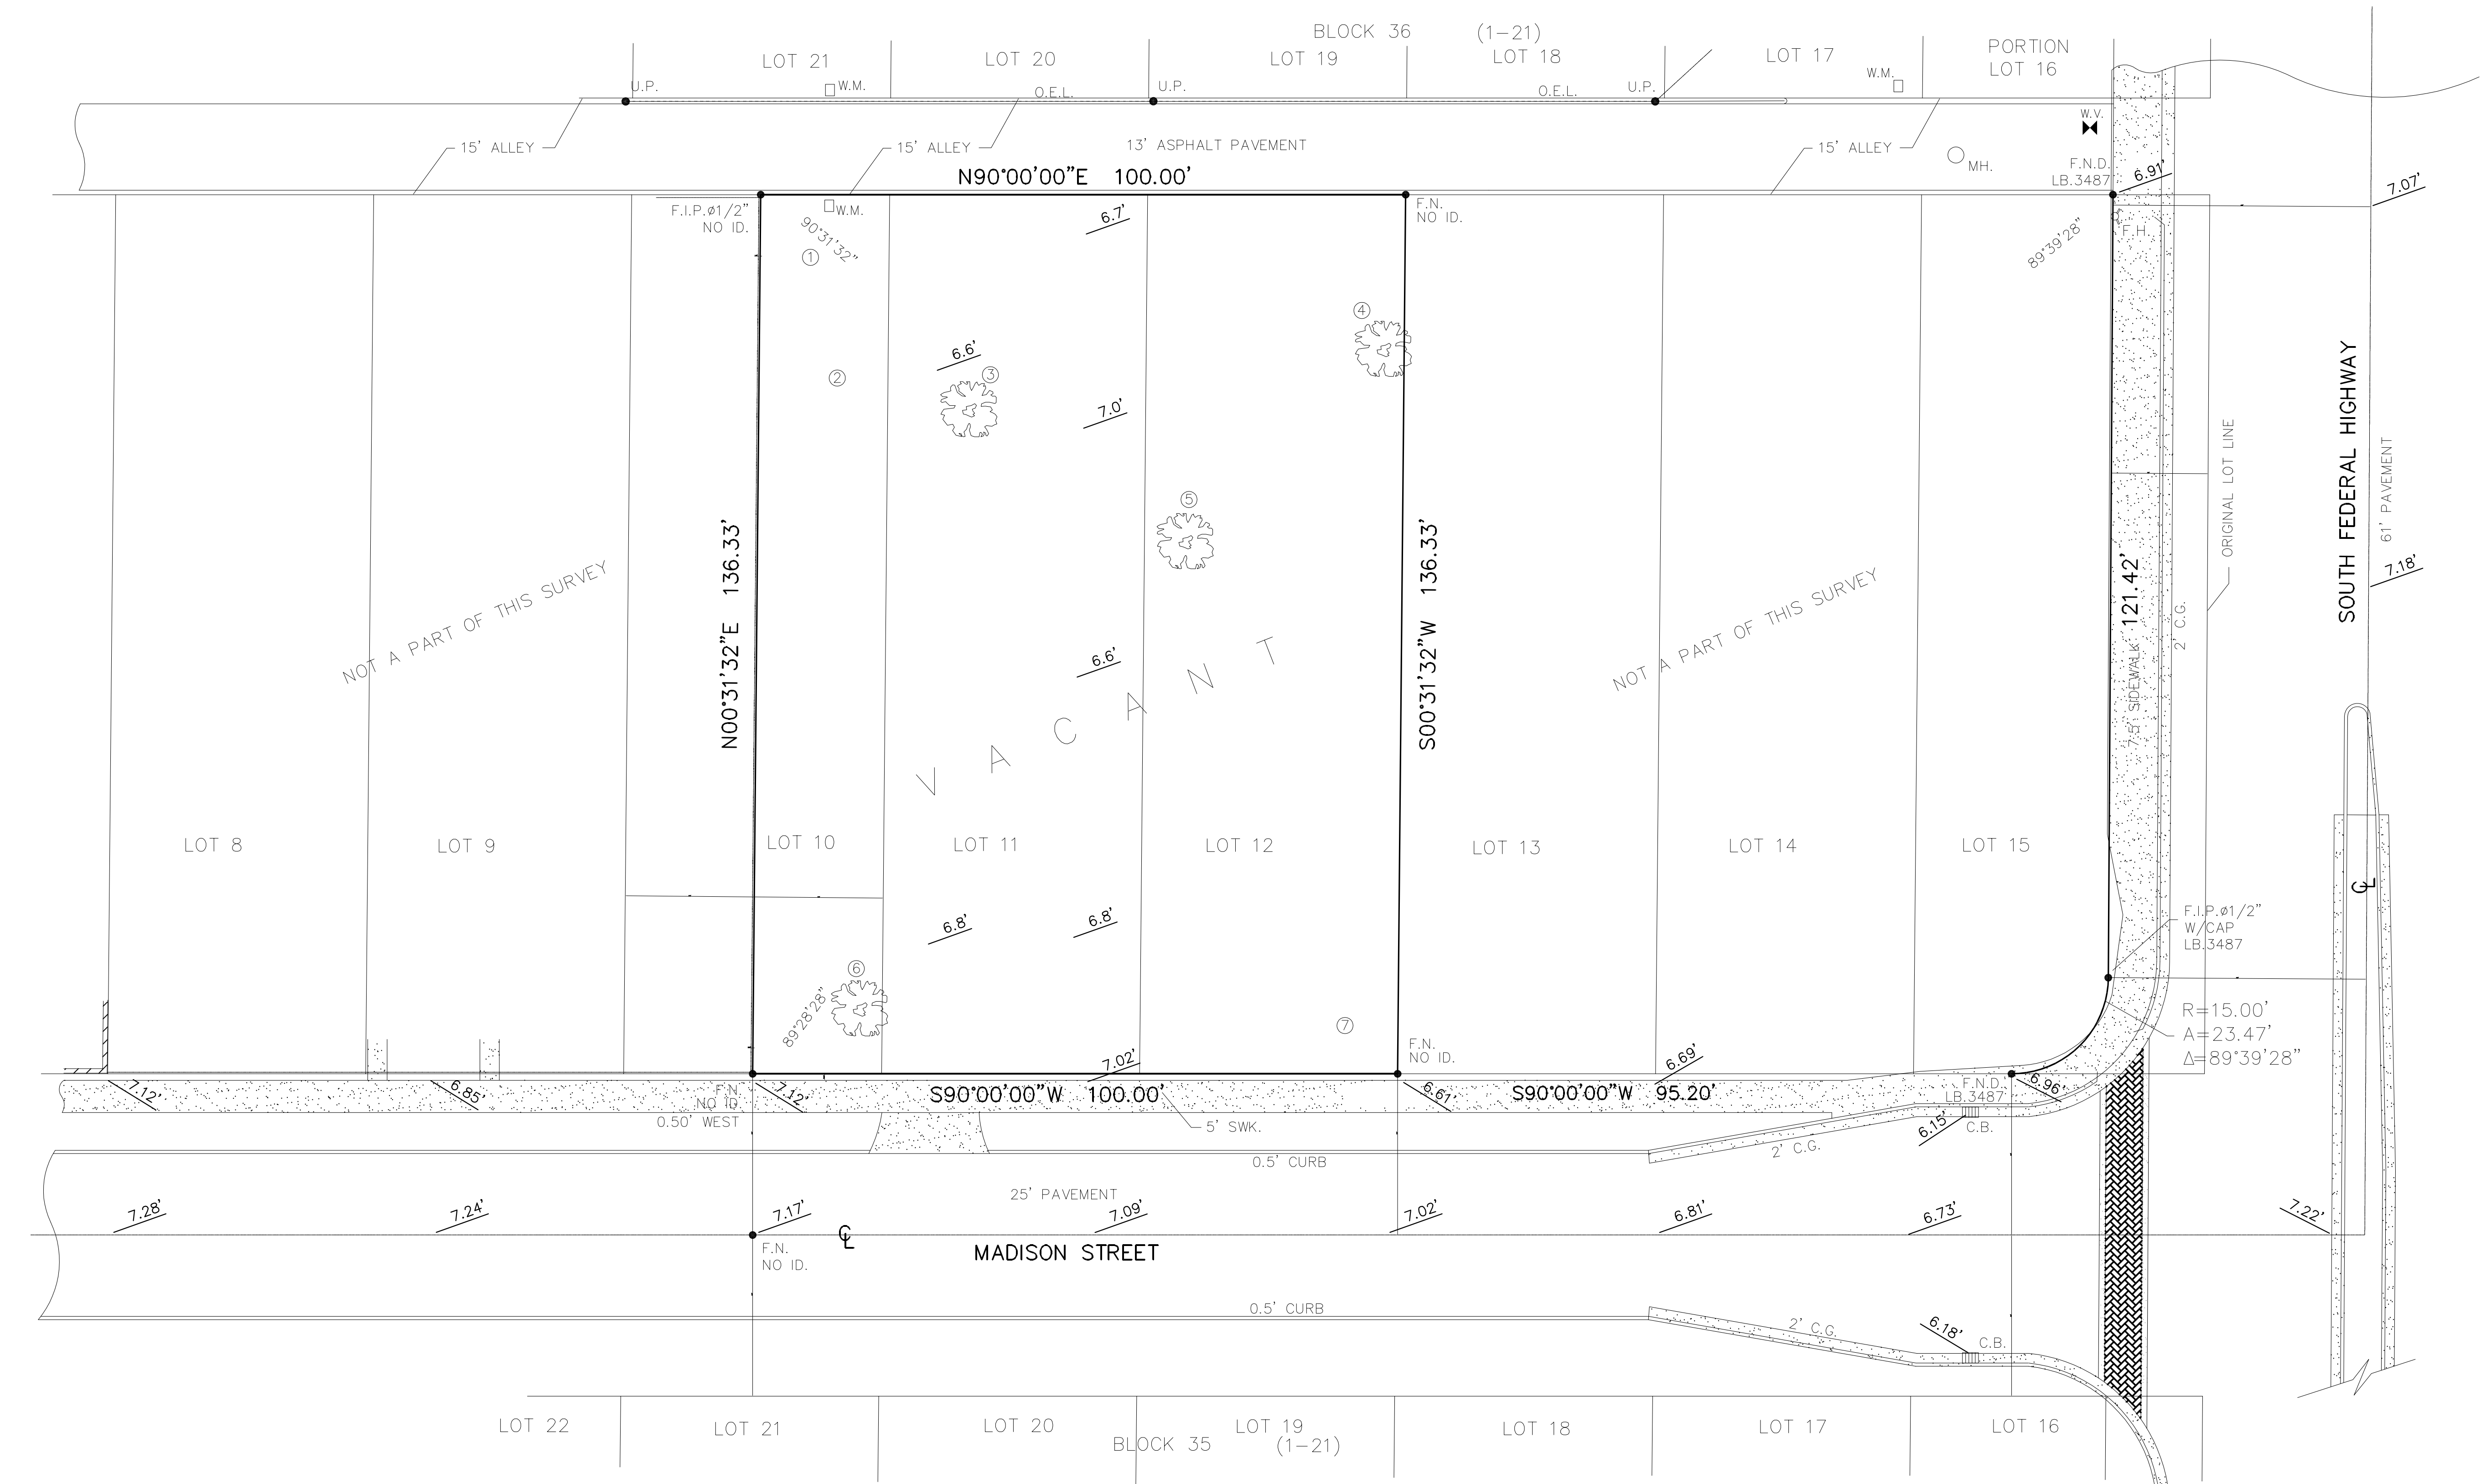 BLOCK 36 (1-21)
LOT 21
LOT 20
LOT 19
LOT 18
LOT 17
PORTION
LOT 16
U.P.
W.M.
O.E.L.
U.P.
O.E.L.
U.P.
W.M.
W.V.
15' ALLEY
15' ALLEY
13' ASPHALT PAVEMENT
15' ALLEY
MH.
F.N.D.
LB.3487
6.91'
7.07'
N90°00'00"E 100.00'
F.I.P.ø1/2"
NO ID.
W.M.
90°31'32"
6.7'
F.N.
NO ID.
89°39'28"
F.H.
1
2
6.6'
3
4
7.0'
5
N00°31'32"E 136.33'
S00°31'32"W 136.33'
NOT A PART OF THIS SURVEY
NOT A PART OF THIS SURVEY
6.6'
VACANT
121.42'
7.5' SIDEWALK
2' C.G.
ORIGINAL LOT LINE
SOUTH FEDERAL HIGHWAY
61' PAVEMENT
7.18'
LOT 8
LOT 9
LOT 10
LOT 11
LOT 12
LOT 13
LOT 14
LOT 15
6.8'
6.8'
CL
F.I.P.ø1/2"
W/CAP
LB.3487
6
89°28'28"
7
R=15.00'
A=23.47'
Δ=89°39'28"
F.N.
NO ID.
7.02'
6.69'
7.12'
6.85'
F.N.
NO ID
0.50' WEST
7.12'
S90°00'00"W 100.00'
6.61'
S90°00'00"W 95.20'
F.N.D.
LB.3487
6.96'
5' SWK.
6.15'
C.B.
2' C.G.
0.5' CURB
25' PAVEMENT
7.28'
7.24'
7.17'
7.09'
7.02'
6.81'
6.73'
7.22'
CL
F.N.
NO ID.
MADISON STREET
0.5' CURB
2' C.G.
6.18'
C.B.
LOT 22
LOT 21
LOT 20
LOT 19
LOT 18
LOT 17
LOT 16
BLOCK 35 (1-21)